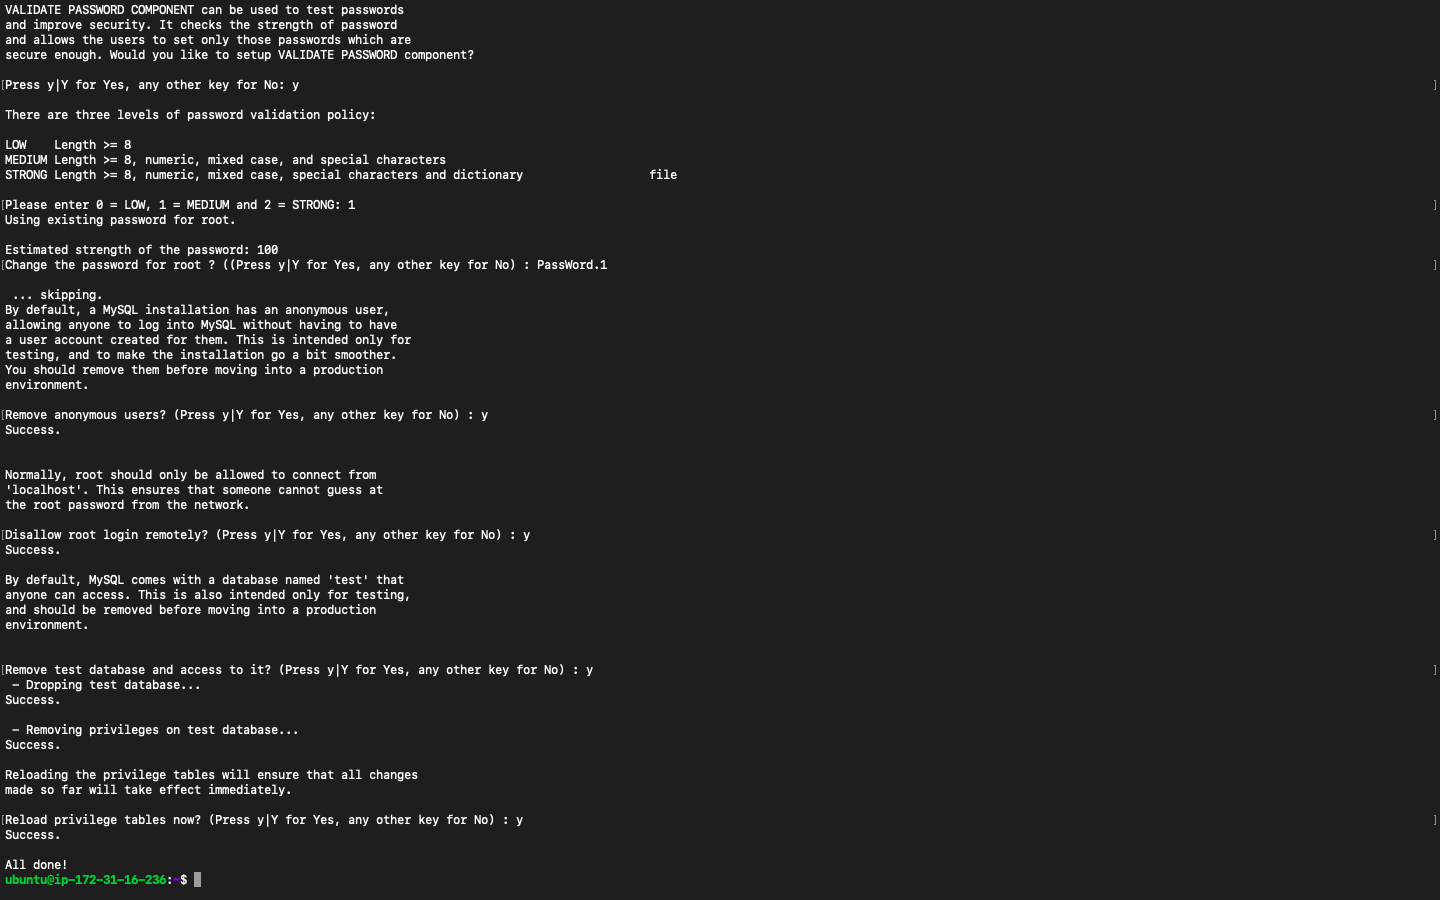 VALIDATE PASSWORD COMPONENT can be used to test passwords
and improve security. It checks the strength of password
and allows the users to set only those passwords which are
secure enough. Would you like to setup VALIDATE PASSWORD component?
[Press y|Y for Yes, any other key for No: y ]
There are three levels of password validation policy:
LOW    Length >= 8
MEDIUM Length >= 8, numeric, mixed case, and special characters
STRONG Length >= 8, numeric, mixed case, special characters and dictionary                  file
[Please enter 0 = LOW, 1 = MEDIUM and 2 = STRONG: 1 ]
Using existing password for root.
Estimated strength of the password: 100
[Change the password for root ? ((Press y|Y for Yes, any other key for No) : PassWord.1 ]
 ... skipping.
By default, a MySQL installation has an anonymous user,
allowing anyone to log into MySQL without having to have
a user account created for them. This is intended only for
testing, and to make the installation go a bit smoother.
You should remove them before moving into a production
environment.
[Remove anonymous users? (Press y|Y for Yes, any other key for No) : y ]
Success.
Normally, root should only be allowed to connect from
'localhost'. This ensures that someone cannot guess at
the root password from the network.
[Disallow root login remotely? (Press y|Y for Yes, any other key for No) : y ]
Success.
By default, MySQL comes with a database named 'test' that
anyone can access. This is also intended only for testing,
and should be removed before moving into a production
environment.
[Remove test database and access to it? (Press y|Y for Yes, any other key for No) : y ]
 - Dropping test database...
Success.
 - Removing privileges on test database...
Success.
Reloading the privilege tables will ensure that all changes
made so far will take effect immediately.
[Reload privilege tables now? (Press y|Y for Yes, any other key for No) : y ]
Success.
All done!
ubuntu@ip-172-31-16-236:~$